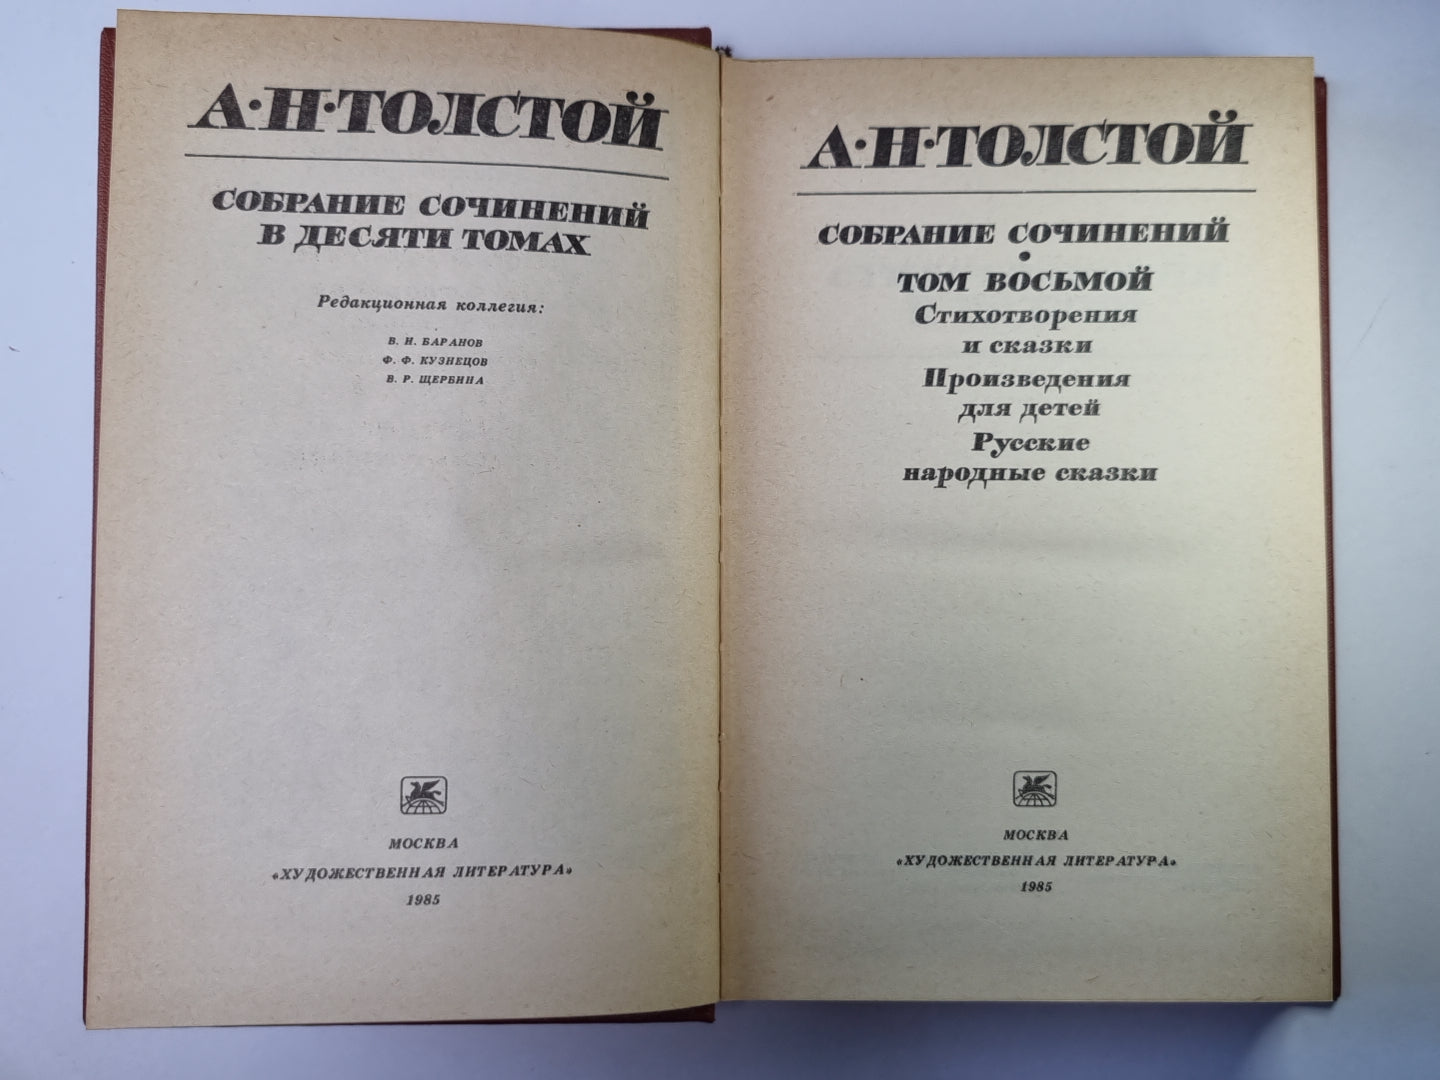 А·Н·ТОЛСТОЙ
СОБРАНИЕ СОЧИНЕНИЙ
В ДЕСЯТИ ТОМАХ
Редакционная коллегия:
В. И. БАРАНОВ
Ф. Ф. КУЗНЕЦОВ
В. Р. ЩЕРБИНА
МОСКВА
«ХУДОЖЕСТВЕННАЯ ЛИТЕРАТУРА»
1985
А·Н·ТОЛСТОЙ
СОБРАНИЕ СОЧИНЕНИЙ
•
ТОМ ВОСЬМОЙ
Стихотворения
и сказки
Произведения
для детей
Русские
народные сказки
МОСКВА
«ХУДОЖЕСТВЕННАЯ ЛИТЕРАТУРА»
1985